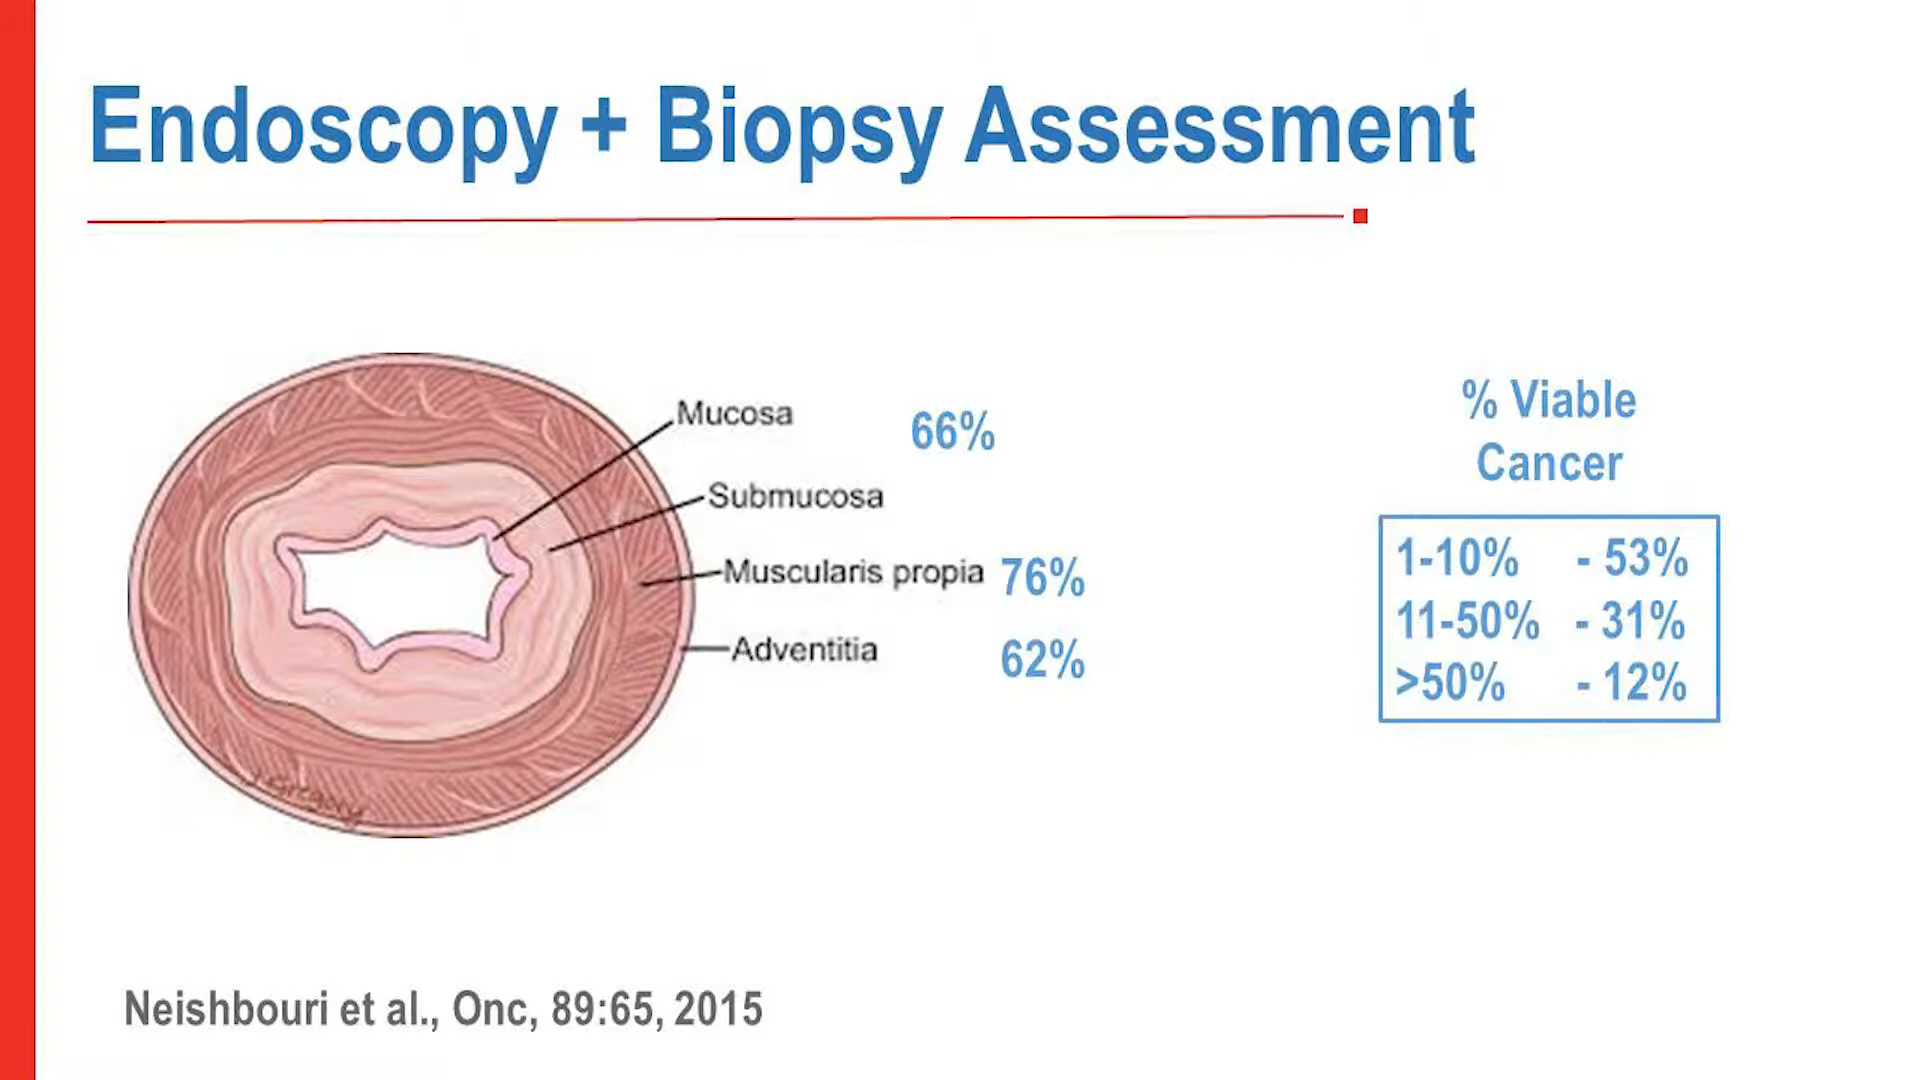 Endoscopy + Biopsy Assessment
Mucosa 66%
Submucosa
Muscularis propia 76%
Adventitia 62%
% Viable
Cancer
1-10% - 53%
11-50% - 31%
>50% - 12%
J Gregory
Neishbouri et al., Onc, 89:65, 2015